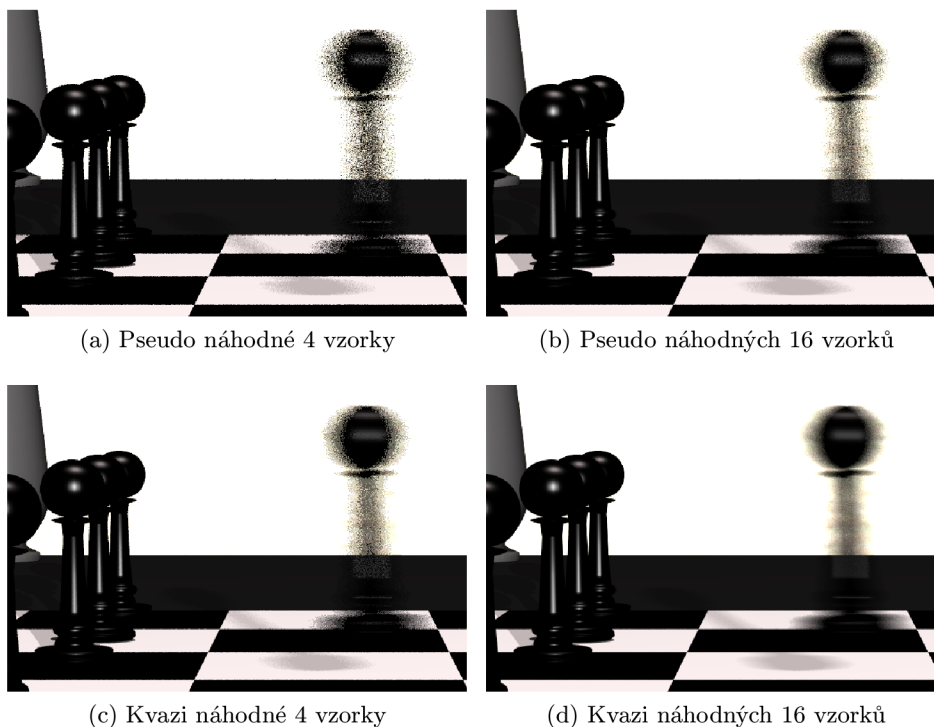 (a) Pseudo náhodné 4 vzorky
(b) Pseudo náhodných 16 vzorků
(c) Kvazi náhodné 4 vzorky
(d) Kvazi náhodných 16 vzorků